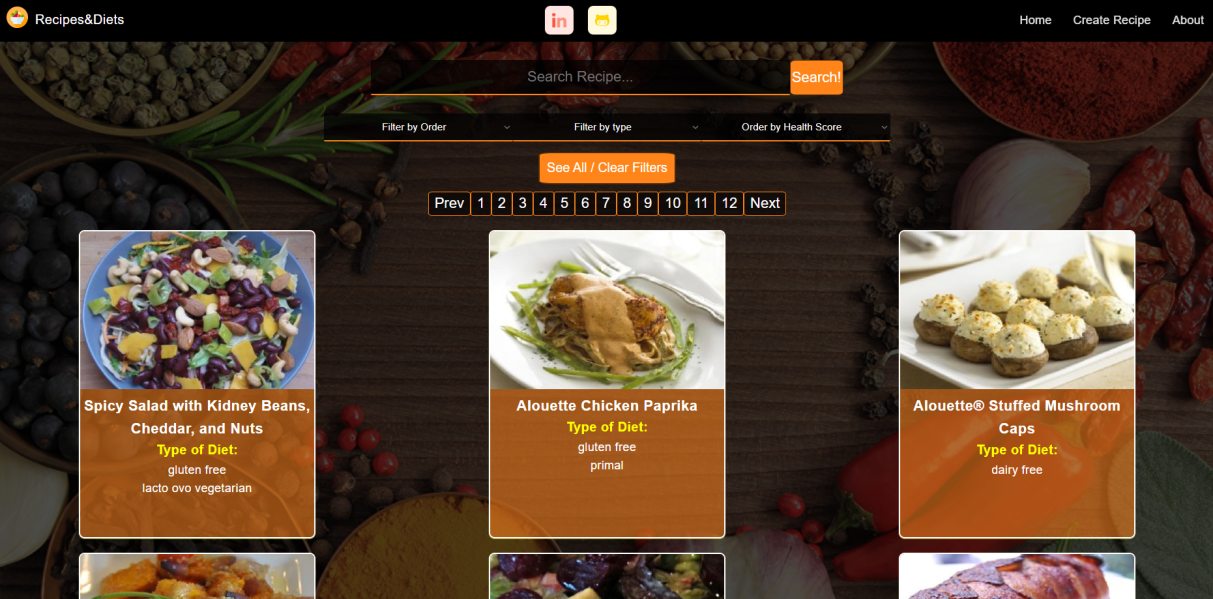 Recipes&Diets
in
Home
Create Recipe
About
Search Recipe...
Search!
Filter by Order
Filter by type
Order by Health Score
See All / Clear Filters
Prev 1 2 3 4 5 6 7 8 9 10 11 12 Next
Spicy Salad with Kidney Beans,
Cheddar, and Nuts
Type of Diet:
gluten free
lacto ovo vegetarian
Alouette Chicken Paprika
Type of Diet:
gluten free
primal
Alouette® Stuffed Mushroom
Caps
Type of Diet:
dairy free